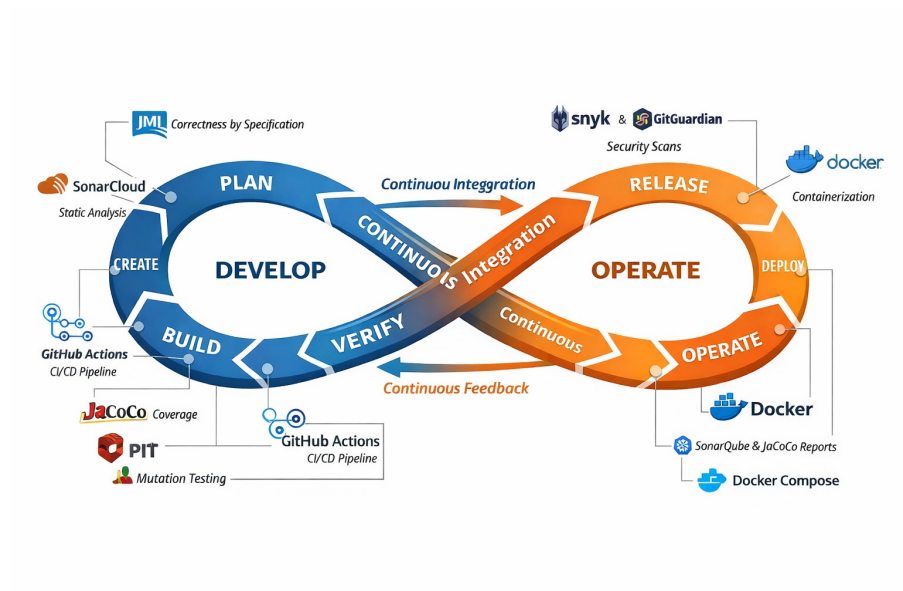 JML Correctness by Specification
snyk & GitGuardian
Security Scans
docker
Containerization
SonarCloud
Static Analysis
PLAN
Continuou Integgration
RELEASE
CONTINUOIS Integration
CREATE
DEVELOP
OPERATE
DEPLOY
BUILD
VERIFY
Continuous
OPERATE
GitHub Actions
CI/CD Pipeline
Continuous Feedback
JaCoCo Coverage
PIT
Mutation Testing
GitHub Actions
CI/CD Pipeline
Docker
SonarQube & JaCoCo Reports
Docker Compose